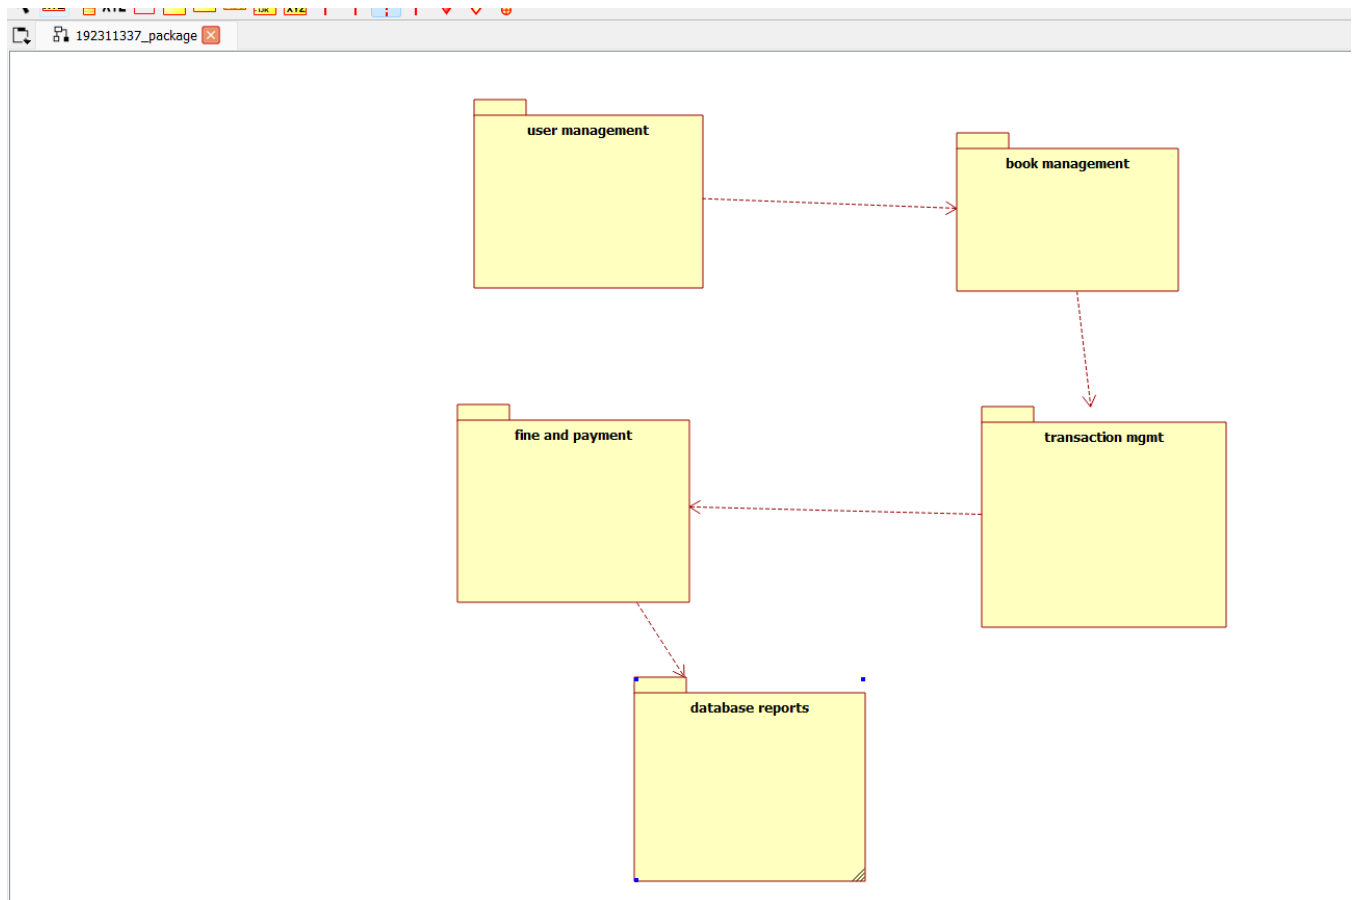 192311337_package
user management
book management
fine and payment
transaction mgmt
database reports